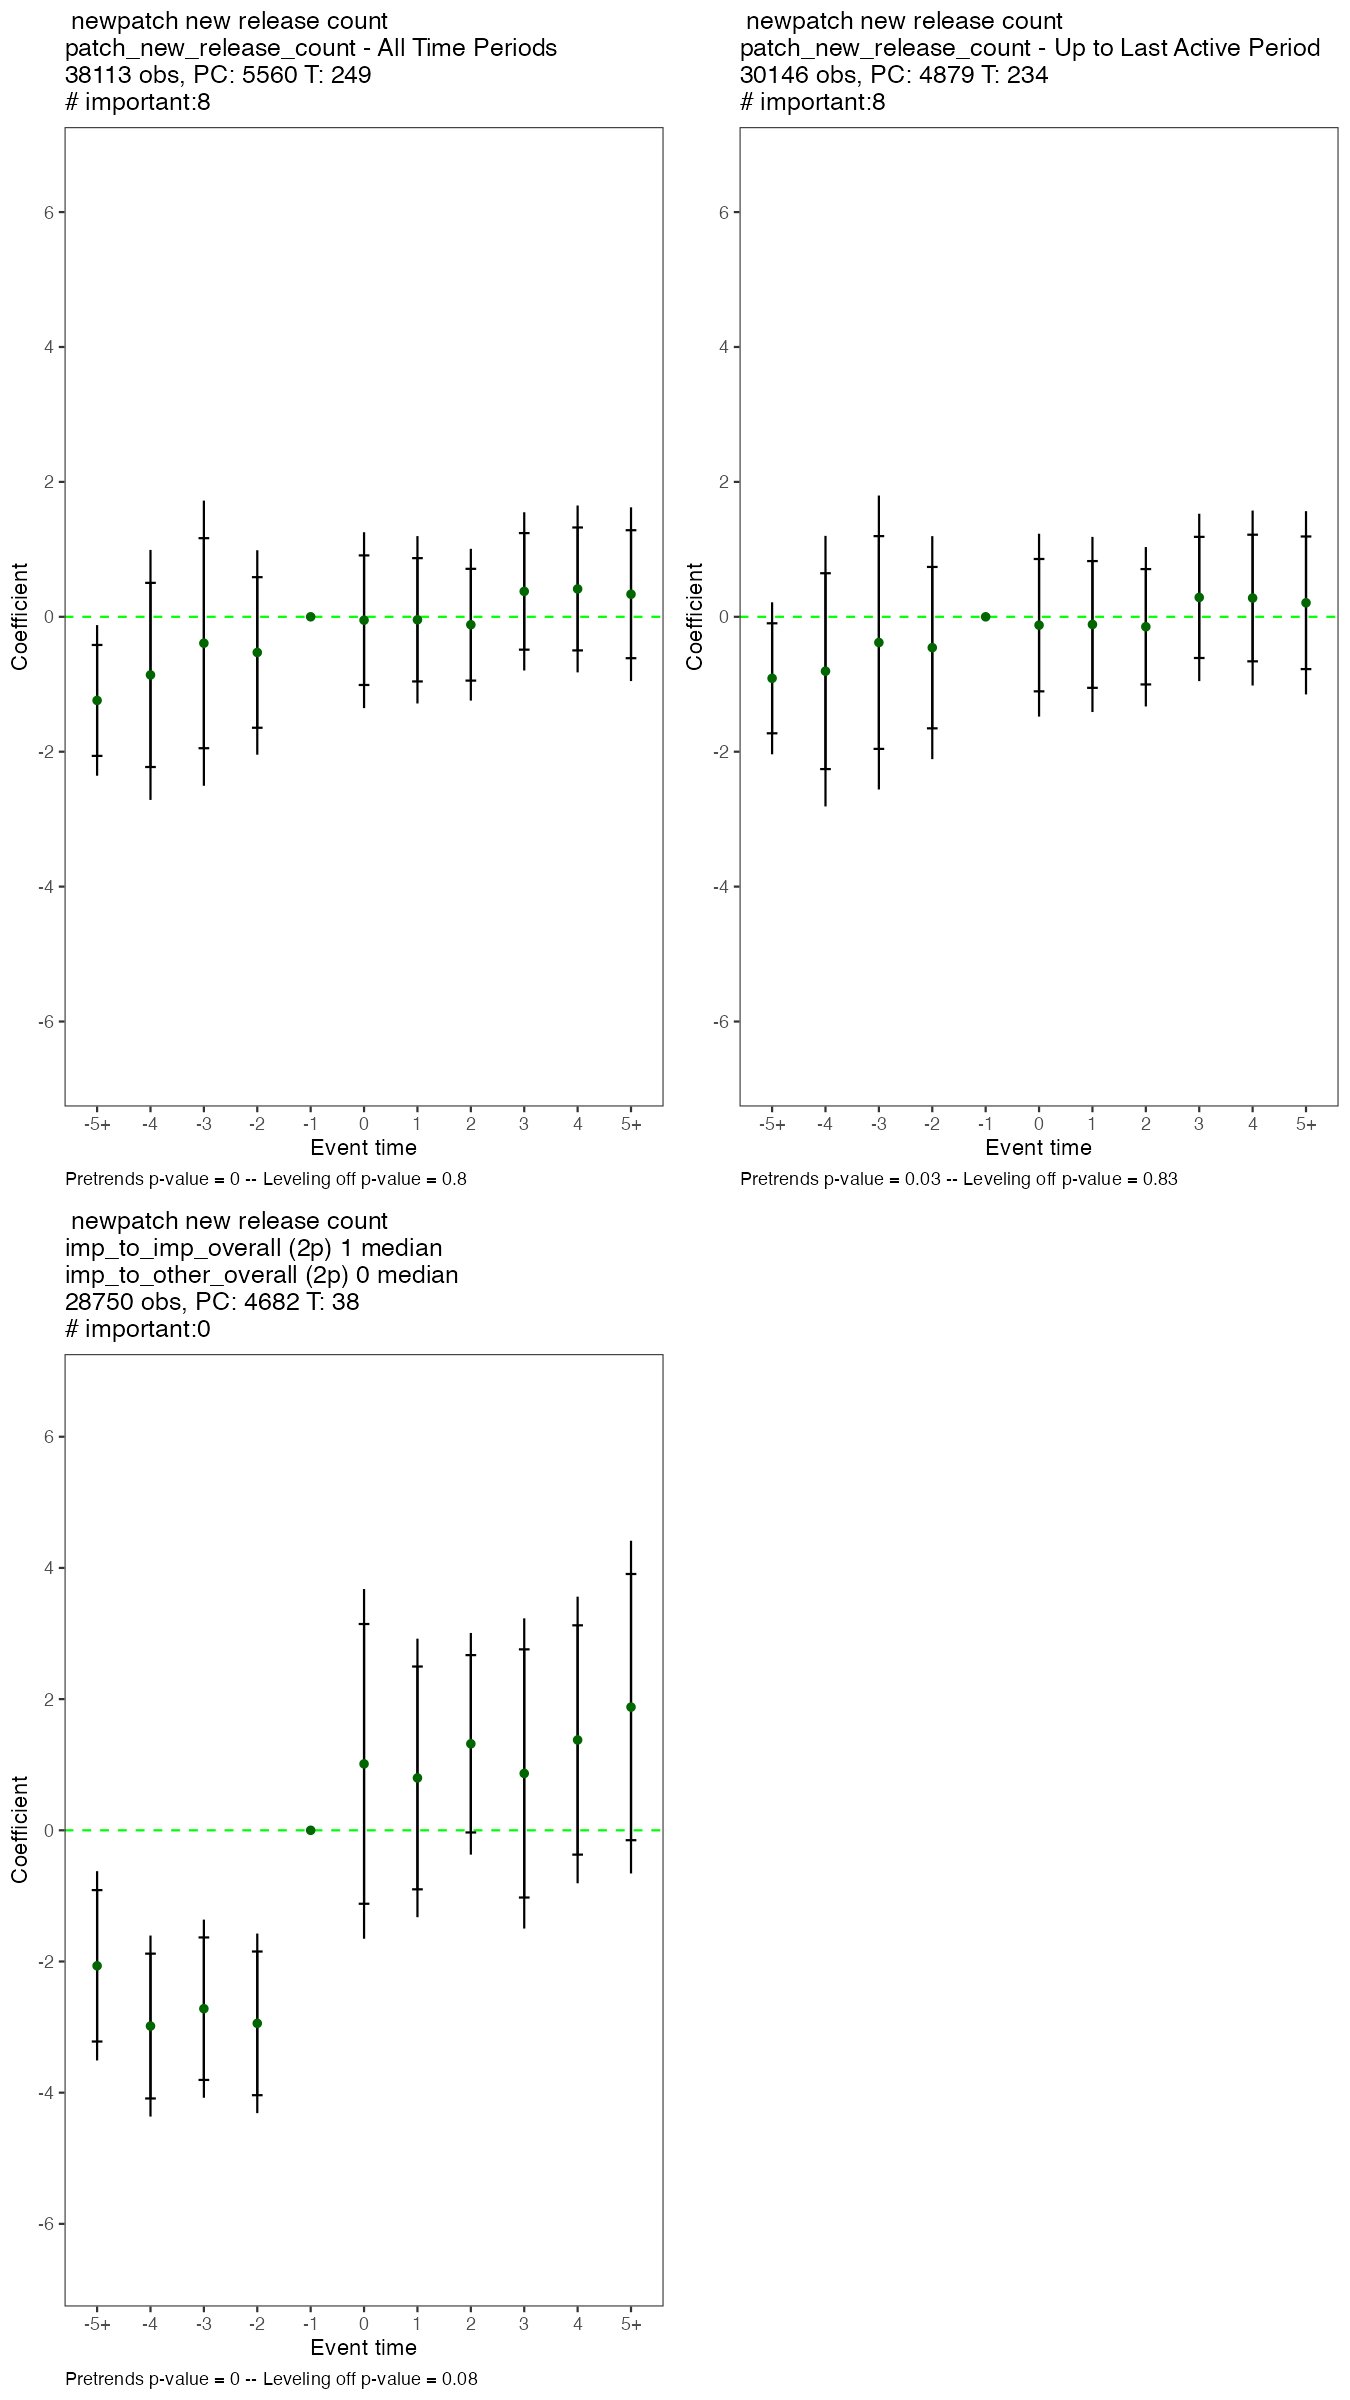 newpatch new release count
patch_new_release_count - All Time Periods
38113 obs, PC: 5560 T: 249
# important:8
6
4
2
0
-2
-4
-6
Coefficient
-5+ -4 -3 -2 -1 0 1 2 3 4 5+
Event time
Pretrends p-value = 0 -- Leveling off p-value = 0.8
newpatch new release count
patch_new_release_count - Up to Last Active Period
30146 obs, PC: 4879 T: 234
# important:8
6
4
2
0
-2
-4
-6
Coefficient
-5+ -4 -3 -2 -1 0 1 2 3 4 5+
Event time
Pretrends p-value = 0.03 -- Leveling off p-value = 0.83
newpatch new release count
imp_to_imp_overall (2p) 1 median
imp_to_other_overall (2p) 0 median
28750 obs, PC: 4682 T: 38
# important:0
6
4
2
0
-2
-4
-6
Coefficient
-5+ -4 -3 -2 -1 0 1 2 3 4 5+
Event time
Pretrends p-value = 0 -- Leveling off p-value = 0.08